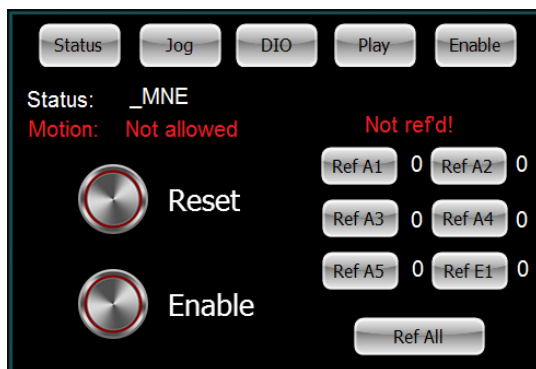 Status Jog DIO Play Enable
Status: _MNE
Motion: Not allowed
Not ref'd!
Ref A1 0 Ref A2 0
Reset
Ref A3 0 Ref A4 0
Ref A5 0 Ref E1 0
Enable
Ref All